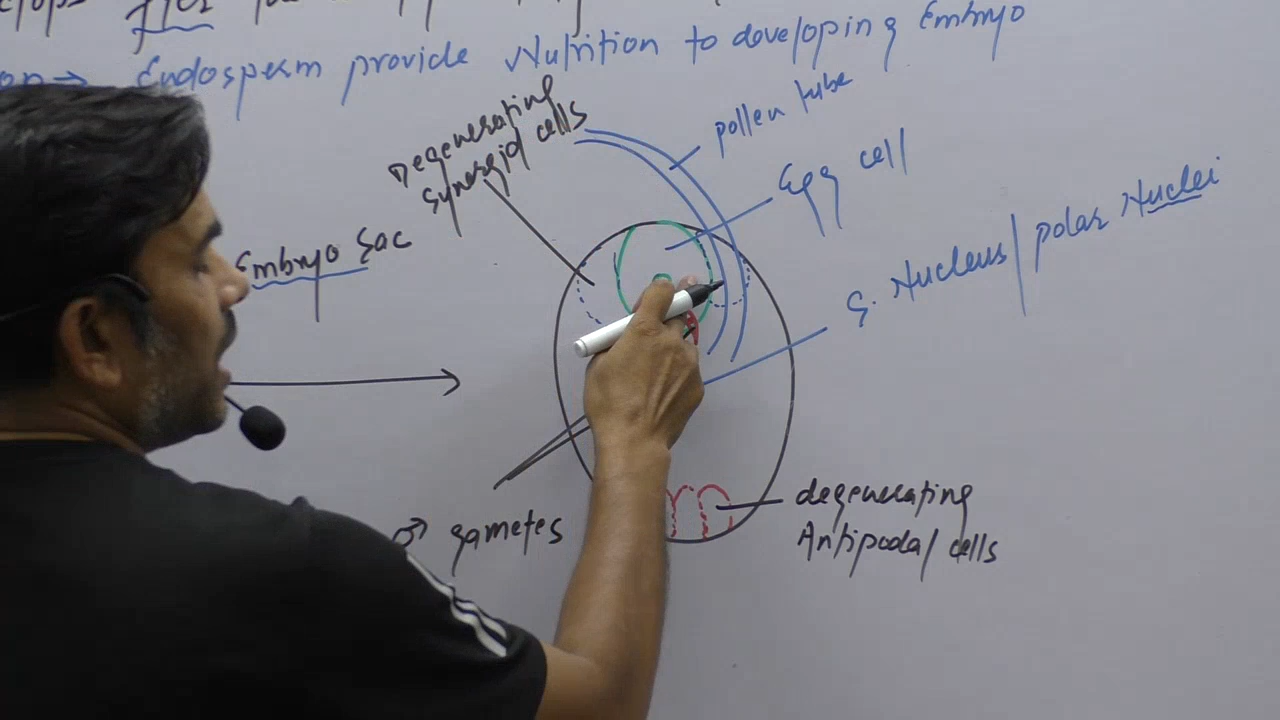 after
Endosperm provide Nutrition to developing Embryo
Degenerating
Synergid cells
pollen tube
Egg cell
S. Nucleus/polar Nuclei
Embryo Sac
♂ gametes
degenerating
Antipodal cells